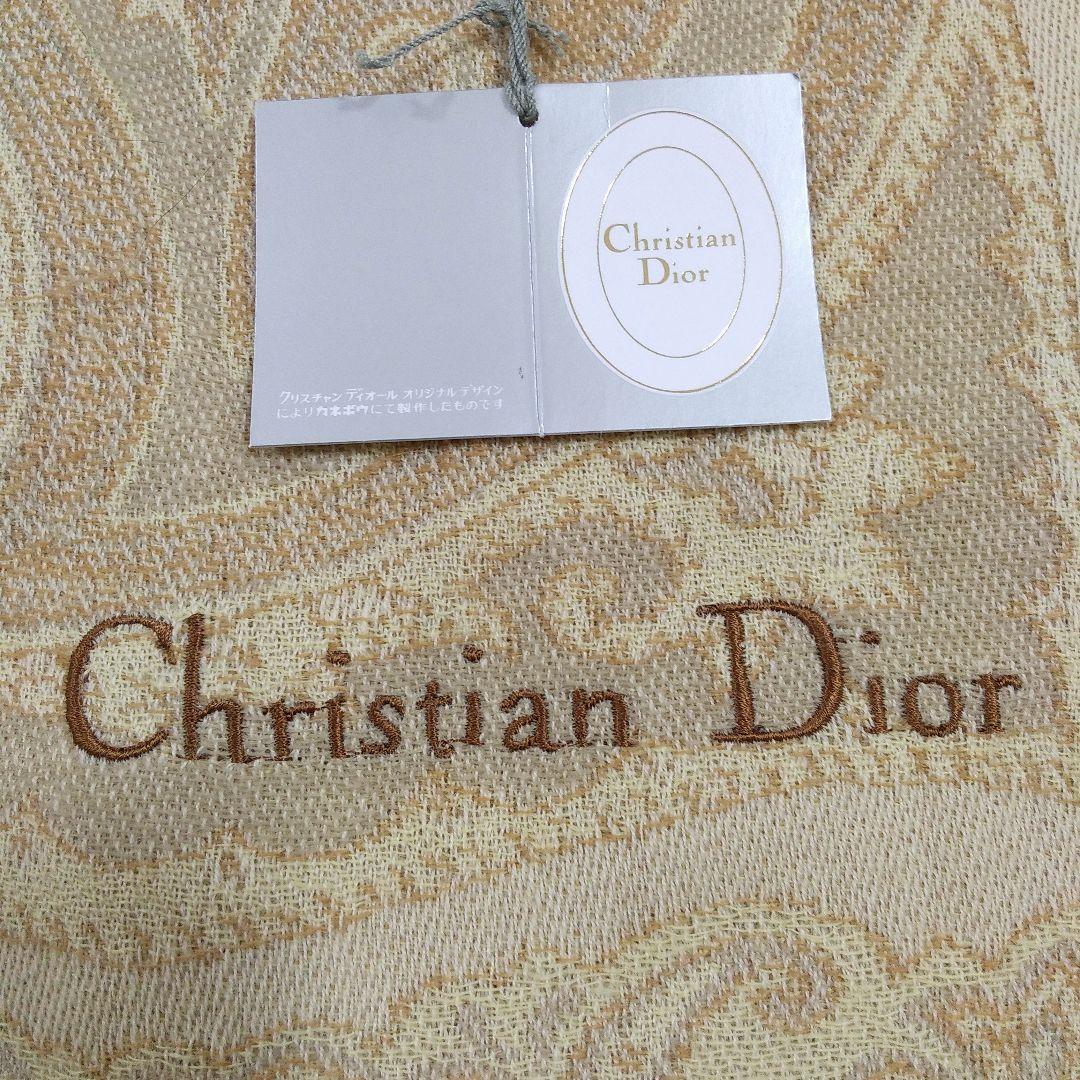 Christian
Dior
クリスチャン ディオール オリジナル デザイン
によりカネボウにて製作したものです
Christian Dior